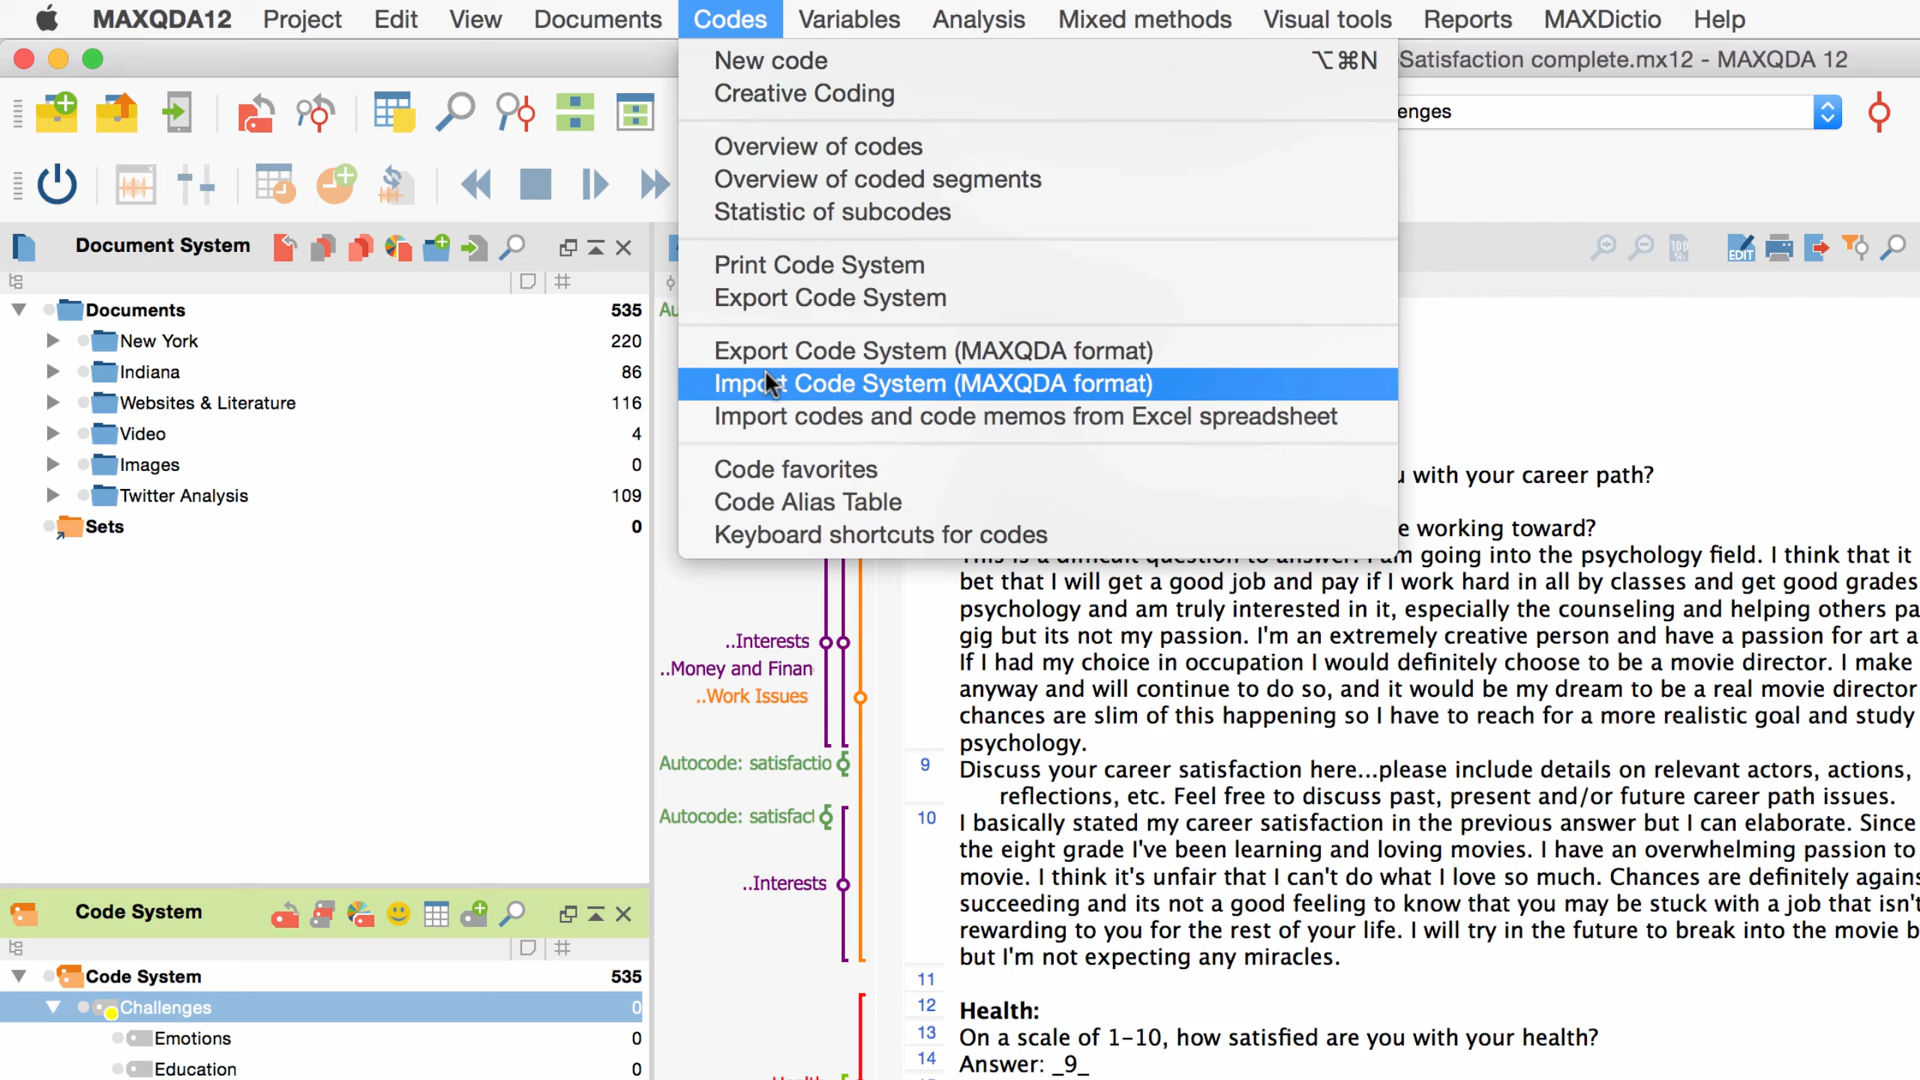 MAXQDA12 Project Edit View Documents Codes Variables Analysis Mixed methods Visual tools Reports MAXDictio Help
Satisfaction complete.mx12 - MAXQDA 12
New code ⌥⌘N
Creative Coding
enges
Overview of codes
Overview of coded segments
Statistic of subcodes
Print Code System
Export Code System
Export Code System (MAXQDA format)
Import Code System (MAXQDA format)
Import codes and code memos from Excel spreadsheet
Code favorites
Code Alias Table
Keyboard shortcuts for codes
Document System
#
Documents 535
New York 220
Indiana 86
Websites & Literature 116
Video 4
Images 0
Twitter Analysis 109
Sets 0
Code System
#
Code System 535
Challenges 0
Emotions 0
Education 0
EDIT
Au
..Interests
..Money and Finan
..Work Issues
Autocode: satisfactio
Autocode: satisfacl
..Interests
u with your career path?
e working toward?
This is a difficult question to answer. I am going into the psychology field. I think that it
bet that I will get a good job and pay if I work hard in all by classes and get good grades
psychology and am truly interested in it, especially the counseling and helping others pa
gig but its not my passion. I'm an extremely creative person and have a passion for art a
If I had my choice in occupation I would definitely choose to be a movie director. I make
anyway and will continue to do so, and it would be my dream to be a real movie director
chances are slim of this happening so I have to reach for a more realistic goal and study
psychology.
9 Discuss your career satisfaction here...please include details on relevant actors, actions,
reflections, etc. Feel free to discuss past, present and/or future career path issues.
10 I basically stated my career satisfaction in the previous answer but I can elaborate. Since
the eight grade I've been learning and loving movies. I have an overwhelming passion to
movie. I think it's unfair that I can't do what I love so much. Chances are definitely agains
succeeding and its not a good feeling to know that you may be stuck with a job that isn't
rewarding to you for the rest of your life. I will try in the future to break into the movie b
but I'm not expecting any miracles.
11
12 Health:
13 On a scale of 1-10, how satisfied are you with your health?
14 Answer: _9_